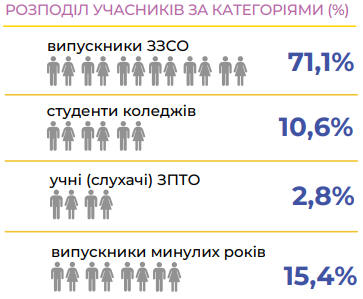 РОЗПОДІЛ УЧАСНИКІВ ЗА КАТЕГОРІЯМИ (%)
випускники ЗЗСО
71,1%
студенти коледжів
10,6%
учні (слухачі) ЗПТО
2,8%
випускники минулих років
15,4%